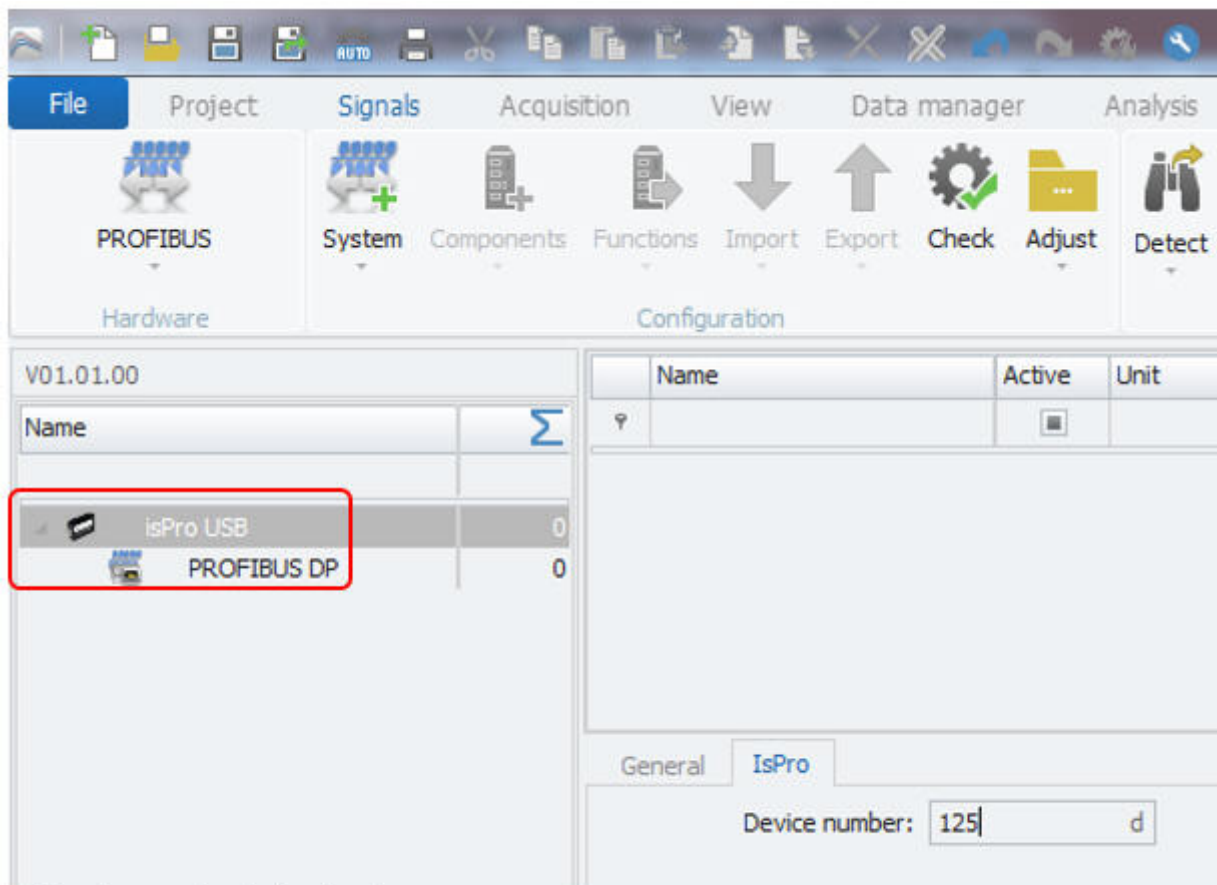 AUTO
File Project Signals Acquisition View Data manager Analysis
PROFIBUS System Components Functions Import Export Check Adjust Detect
Hardware Configuration
V01.01.00
Name Active Unit
Name Σ
isPro USB 0
PROFIBUS DP 0
General IsPro
Device number: 125 d